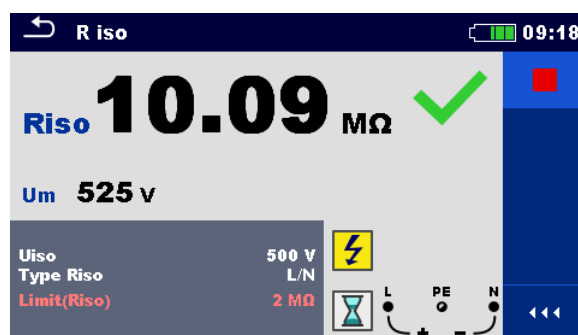 R iso 09:18
Riso 10.09 MΩ
Um 525 V
Uiso 500 V
Type Riso L/N
Limit(Riso) 2 MΩ
L PE N
+ -